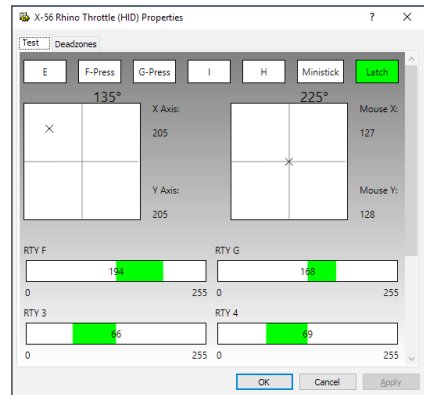 X-56 Rhino Throttle (HID) Properties
Test Deadzones
E F-Press G-Press I H Ministick Latch
135° 225°
X Axis: Mouse X:
205 127
Y Axis: Mouse Y:
205 128
RTY F RTY G
194 168
0 255 0 255
RTY 3 RTY 4
66 69
0 255 0 255
OK Cancel Apply